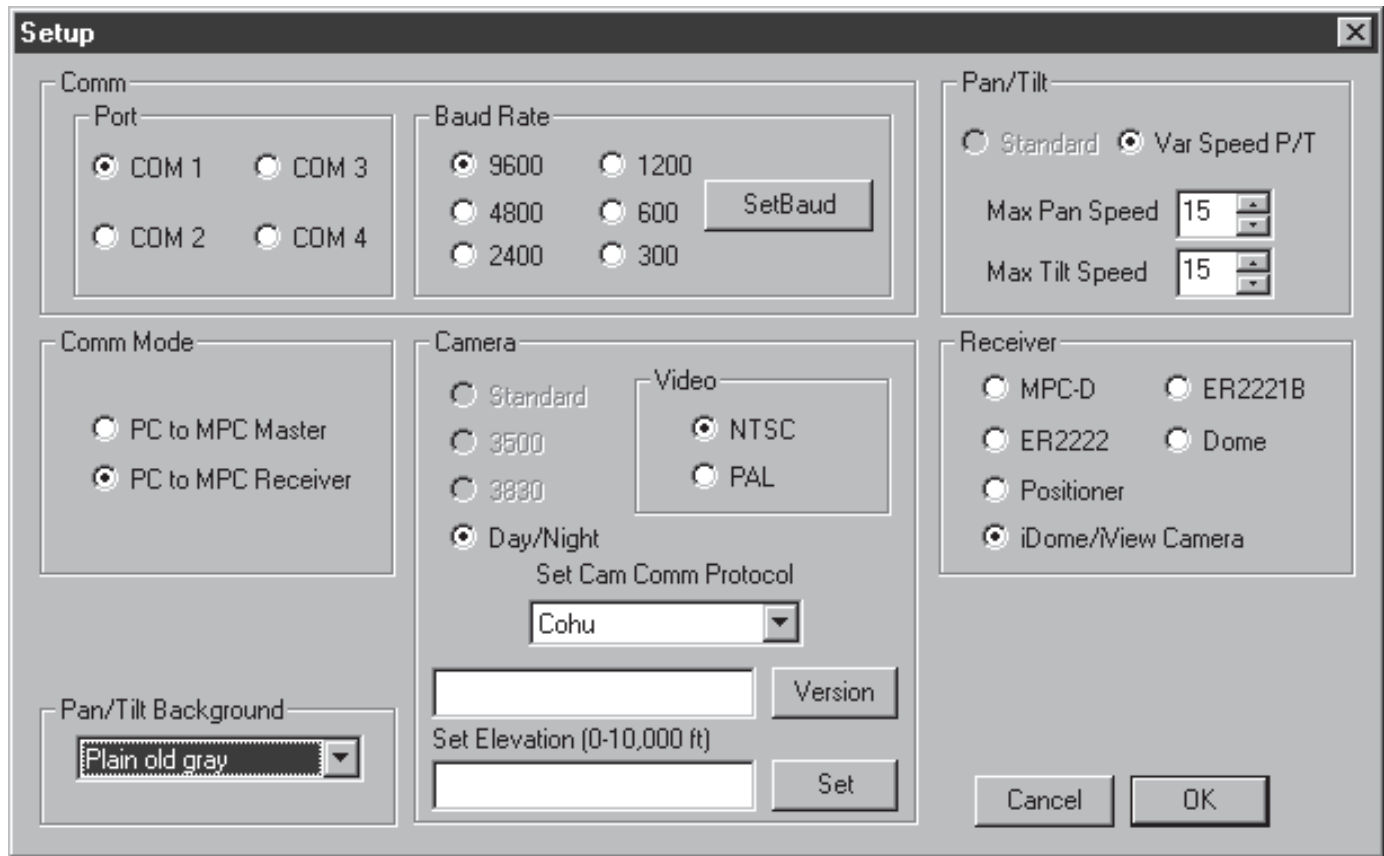 Setup
Comm
Port
COM 1
COM 3
COM 2
COM 4
Baud Rate
9600
1200
4800
600
2400
300
SetBaud
Pan/Tilt
Standard
Var Speed P/T
Max Pan Speed
15
Max Tilt Speed
15
Comm Mode
PC to MPC Master
PC to MPC Receiver
Camera
Standard
3500
3830
Day/Night
Video
NTSC
PAL
Set Cam Comm Protocol
Cohu
Version
Set Elevation (0-10,000 ft)
Set
Receiver
MPC-D
ER2221B
ER2222
Dome
Positioner
iDome/iView Camera
Pan/Tilt Background
Plain old gray
Cancel
OK